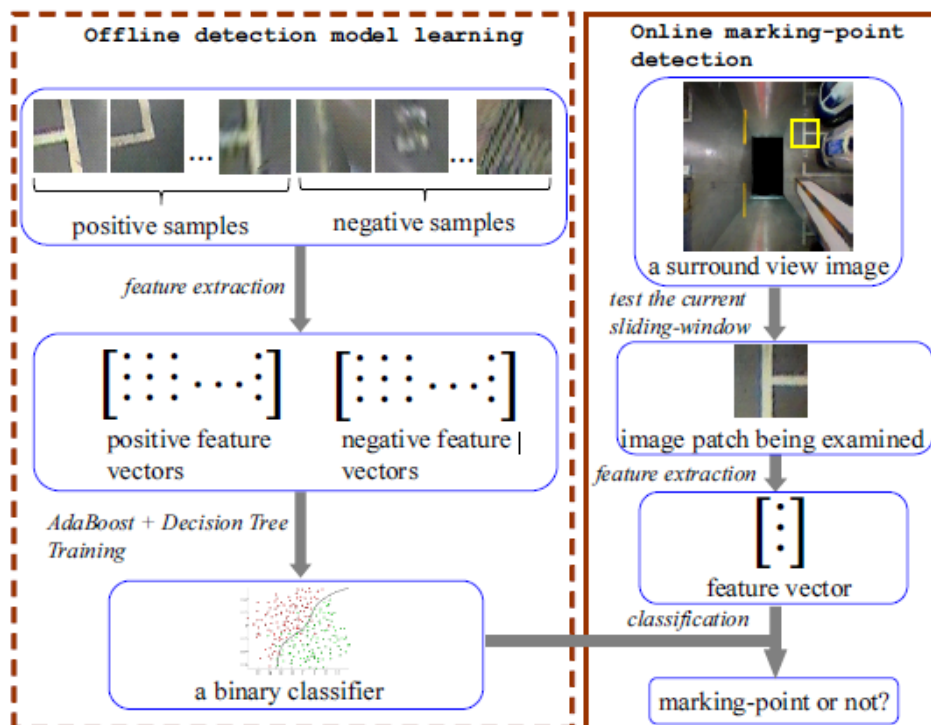 Offline detection model learning
...
...
positive samples
negative samples
feature extraction
positive feature
vectors
negative feature
vectors
AdaBoost + Decision Tree
Training
a binary classifier
Online marking-point
detection
a surround view image
test the current
sliding-window
image patch being examined
feature extraction
feature vector
classification
marking-point or not?